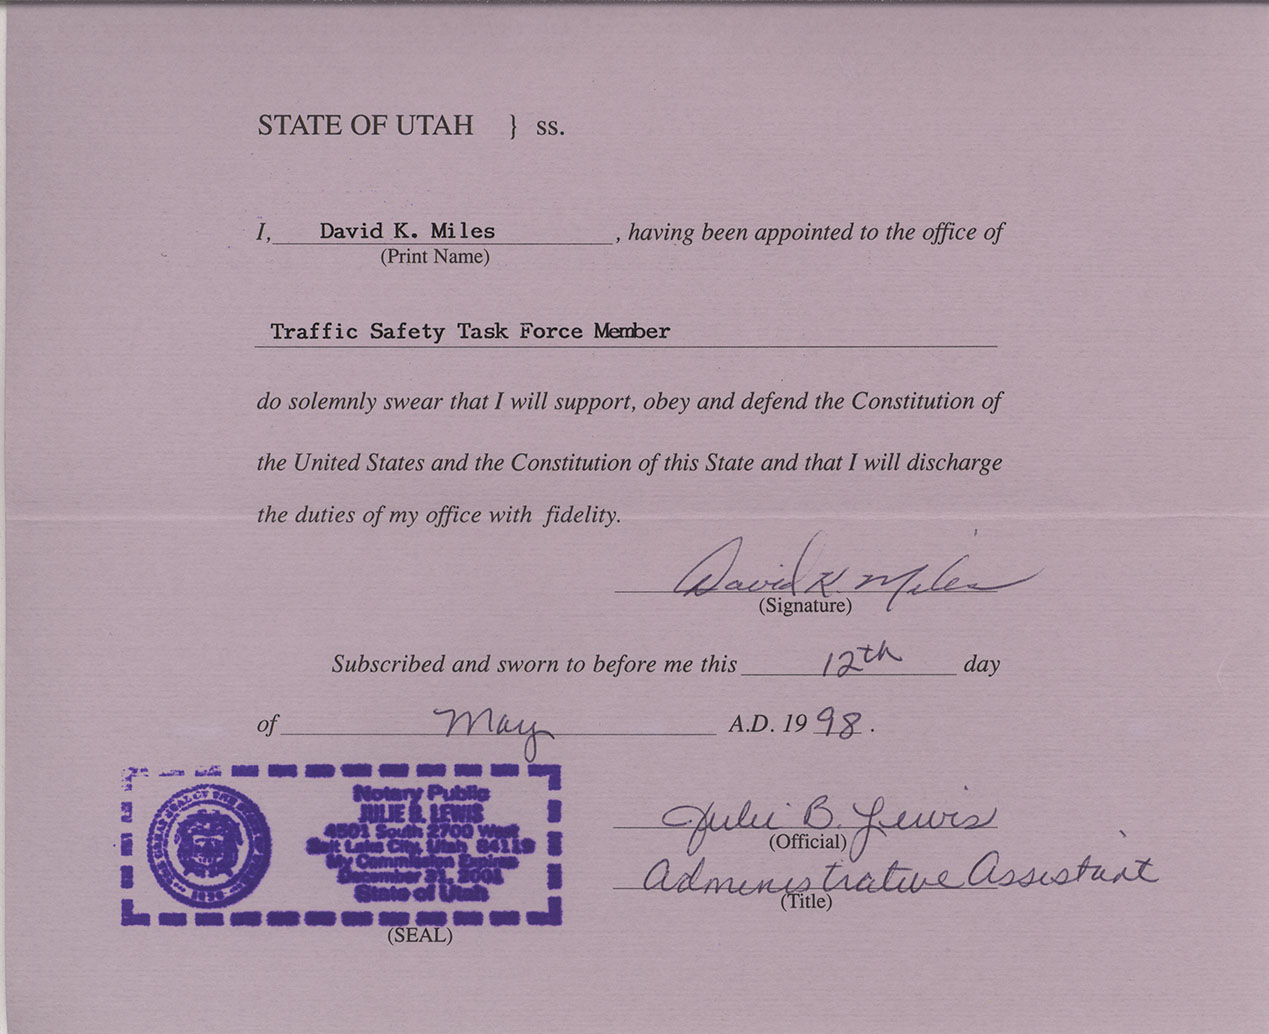 STATE OF UTAH } ss.
I, David K. Miles , having been appointed to the office of
(Print Name)
Traffic Safety Task Force Member
do solemnly swear that I will support, obey and defend the Constitution of
the United States and the Constitution of this State and that I will discharge
the duties of my office with fidelity.
David K. Miles
(Signature)
Subscribed and sworn to before me this 12th day
of May A.D. 19 98 .
Notary Public
JULIE B. LEWIS
4501 South 2700 West
Salt Lake City, Utah, 84119
My Commission Expires
December 31, 2001
State of Utah
(SEAL)
Julie B. Lewis
(Official)
Administrative Assistant
(Title)